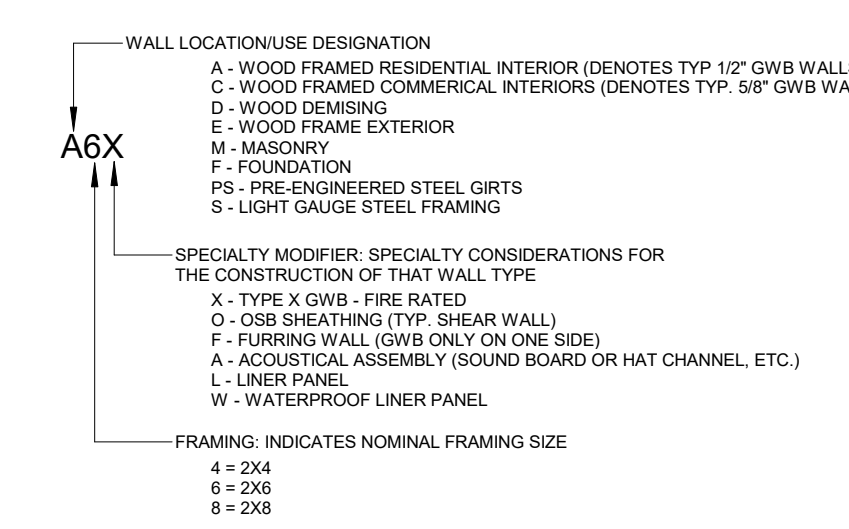 WALL LOCATION/USE DESIGNATION
A - WOOD FRAMED RESIDENTIAL INTERIOR (DENOTES TYP 1/2" GWB WALL
C - WOOD FRAMED COMMERICAL INTERIORS (DENOTES TYP. 5/8" GWB WA
D - WOOD DEMISING
E - WOOD FRAME EXTERIOR
M - MASONRY
F - FOUNDATION
PS - PRE-ENGINEERED STEEL GIRTS
S - LIGHT GAUGE STEEL FRAMING
A6X
SPECIALTY MODIFIER: SPECIALTY CONSIDERATIONS FOR
THE CONSTRUCTION OF THAT WALL TYPE
X - TYPE X GWB - FIRE RATED
O - OSB SHEATHING (TYP. SHEAR WALL)
F - FURRING WALL (GWB ONLY ON ONE SIDE)
A - ACOUSTICAL ASSEMBLY (SOUND BOARD OR HAT CHANNEL, ETC.)
L - LINER PANEL
W - WATERPROOF LINER PANEL
FRAMING: INDICATES NOMINAL FRAMING SIZE
4 = 2X4
6 = 2X6
8 = 2X8